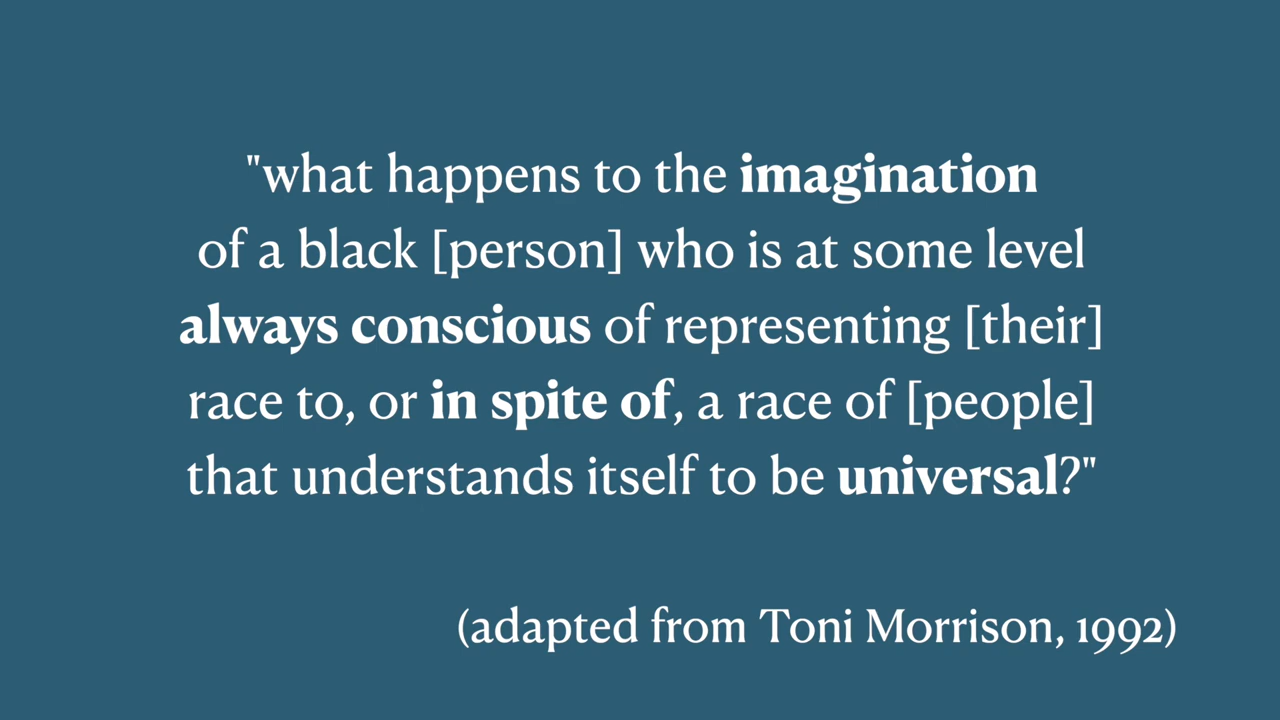 "what happens to the imagination
of a black [person] who is at some level
always conscious of representing [their]
race to, or in spite of, a race of [people]
that understands itself to be universal?"
(adapted from Toni Morrison, 1992)